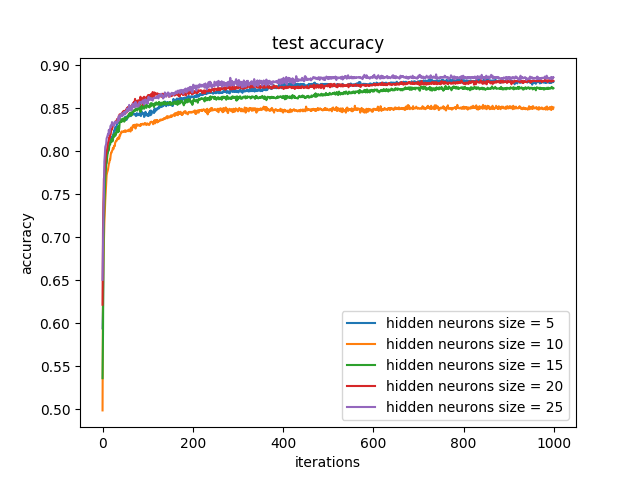 test accuracy
0.90
0.85
0.80
0.75
0.70
0.65
0.60
0.55
0.50
accuracy
hidden neurons size = 5
hidden neurons size = 10
hidden neurons size = 15
hidden neurons size = 20
hidden neurons size = 25
0 200 400 600 800 1000
iterations